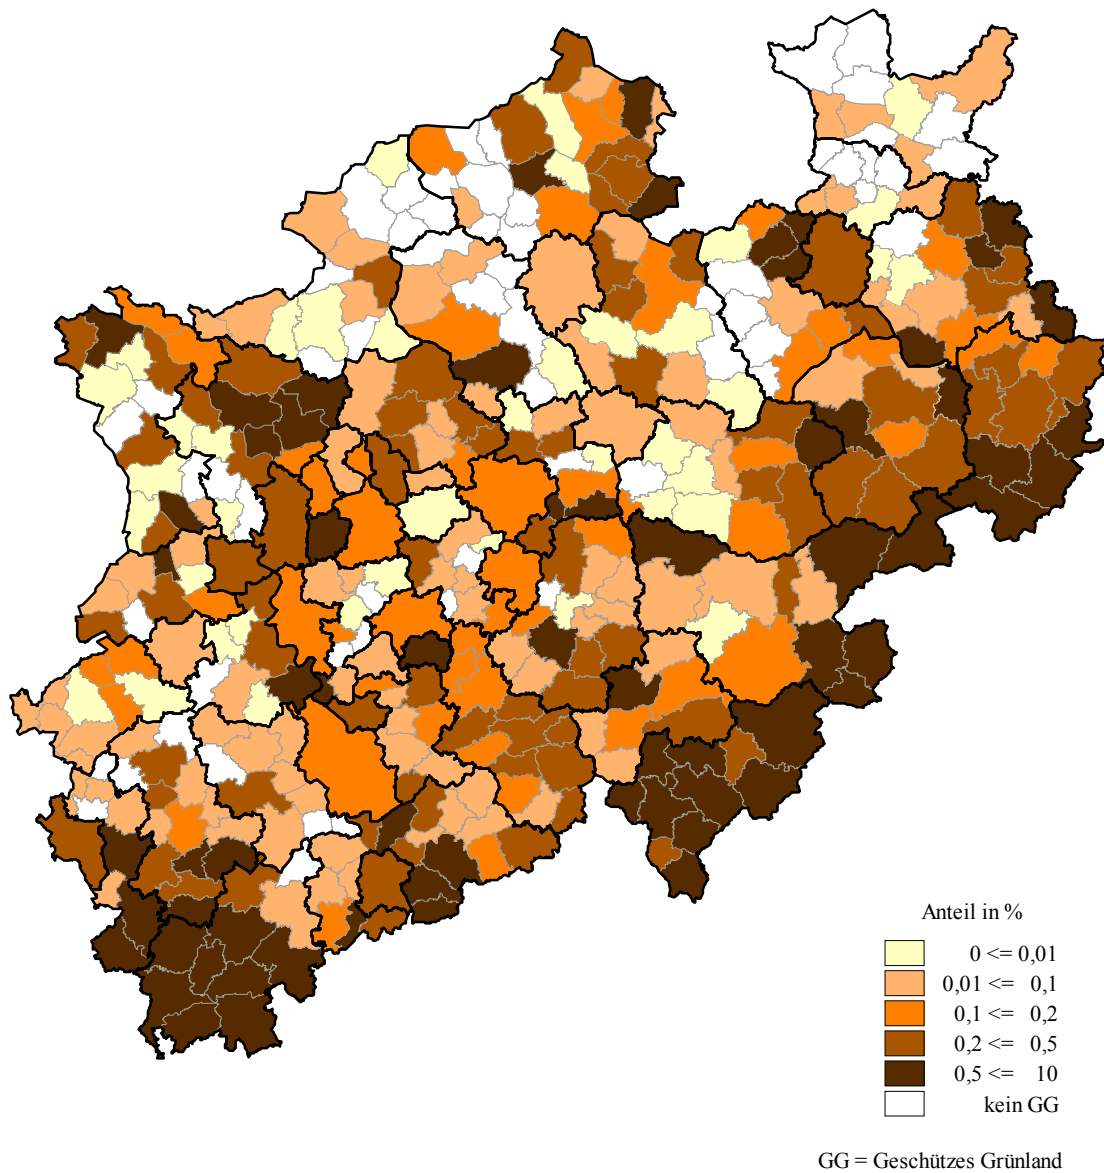 Anteil in %
0 <= 0,01
0,01 <= 0,1
0,1 <= 0,2
0,2 <= 0,5
0,5 <= 10
kein GG
GG = Geschützes Grünland